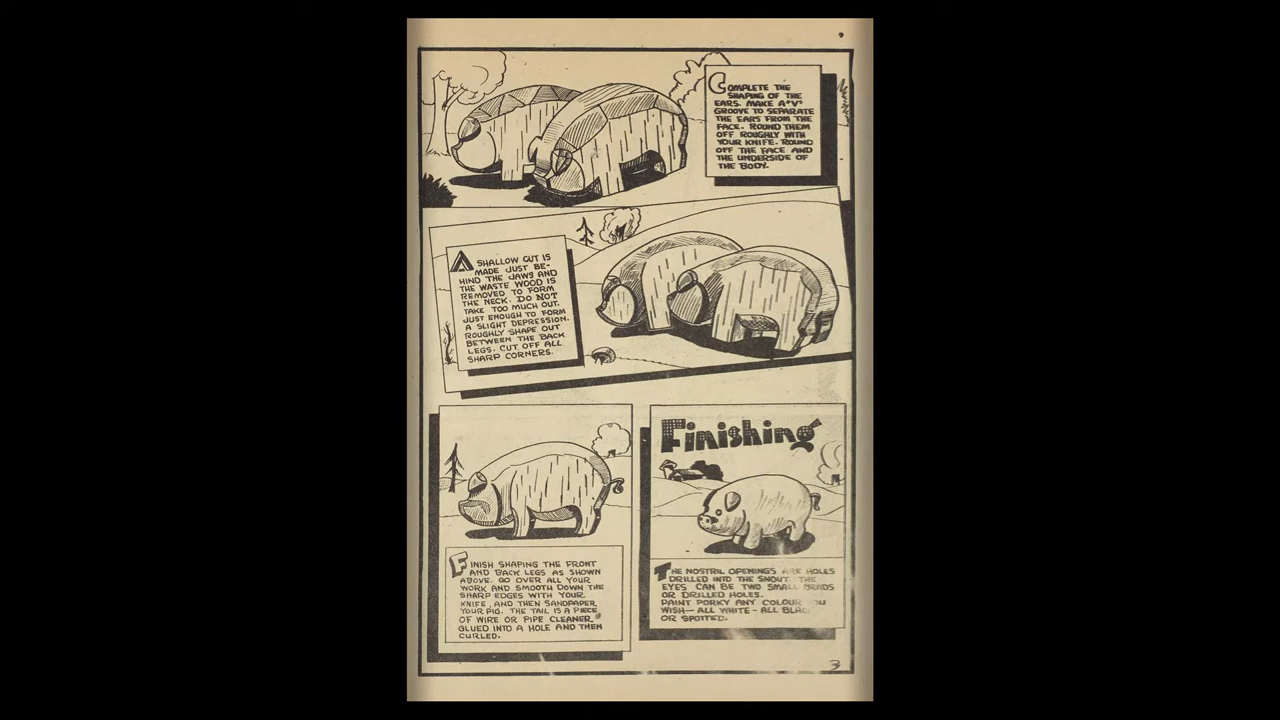 COMPLETE THE
SHAPING OF THE
EARS. MAKE A "V"
GROOVE TO SEPARATE
THE EARS FROM THE
FACE. ROUND THEM
OFF ROUGHLY WITH
YOUR KNIFE. ROUND
OFF THE FACE AND
THE UNDERSIDE OF
THE BODY.
A SHALLOW CUT IS
MADE JUST BE-
HIND THE JAWS AND
THE WASTE WOOD IS
REMOVED TO FORM
THE NECK. DO NOT
TAKE TOO MUCH OUT.
JUST ENOUGH TO FORM
A SLIGHT DEPRESSION.
ROUGHLY SHAPE OUT
BETWEEN THE BACK
LEGS. CUT OFF ALL
SHARP CORNERS.
FINISH SHAPING THE FRONT
AND BACK LEGS AS SHOWN
ABOVE. GO OVER ALL YOUR
WORK AND SMOOTH DOWN THE
SHARP EDGES WITH YOUR
KNIFE, AND THEN SANDPAPER
YOUR PIG. THE TAIL IS A PIECE
OF WIRE OR PIPE CLEANER
GLUED INTO A HOLE AND THEN
CURLED.
Finishing
THE NOSTRIL OPENINGS ARE HOLES
DRILLED INTO THE SNOUT. THE
EYES CAN BE TWO SMALL BEADS
OR DRILLED HOLES.
PAINT PORKY ANY COLOUR
WISH—ALL WHITE—ALL
OR SPOTTED.
3